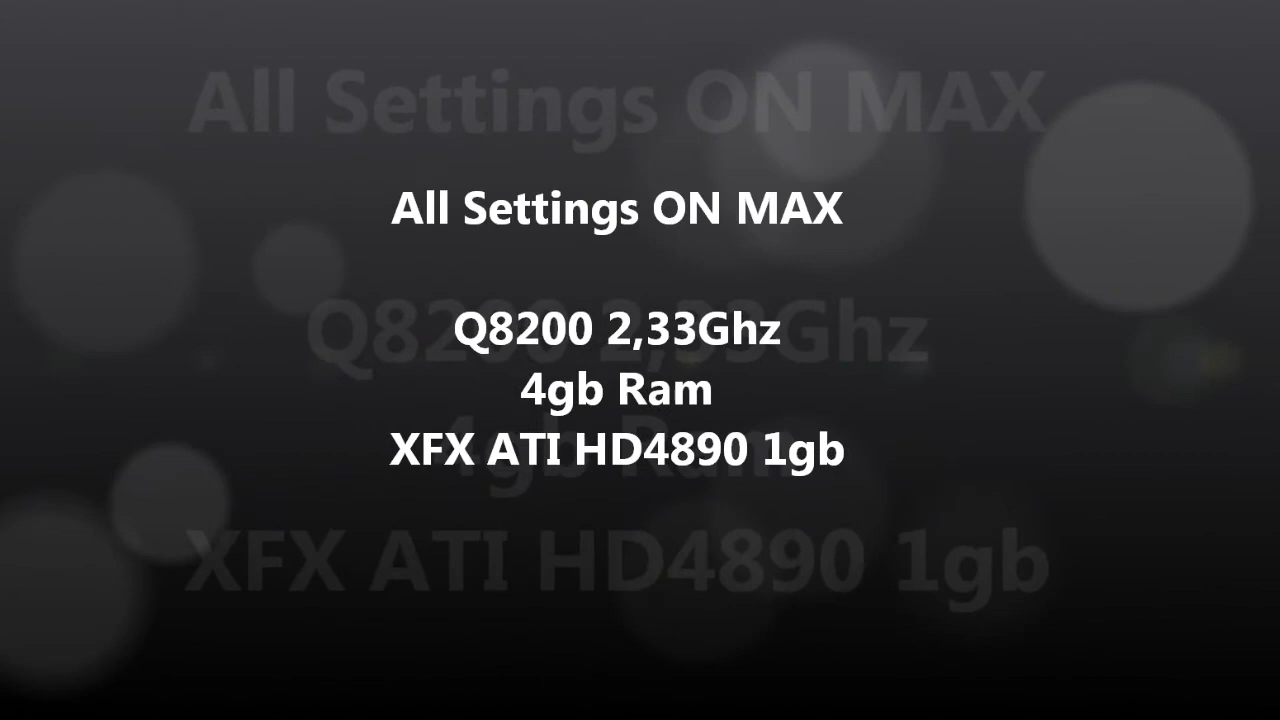 All Settings ON MAX
Q8200 2,33Ghz
4gb Ram
XFX ATI HD4890 1gb